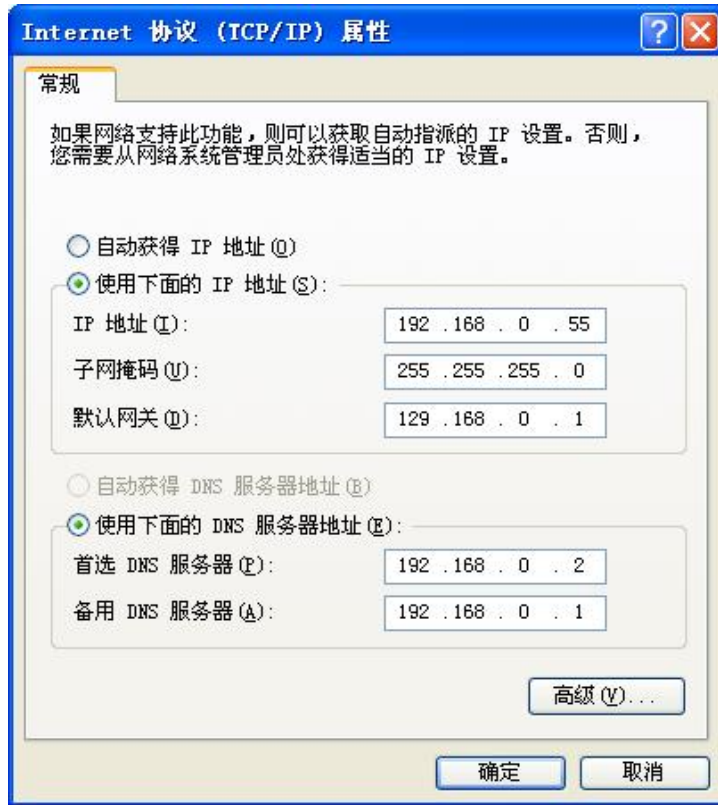 Internet 协议 (TCP/IP) 属性
常规
如果网络支持此功能,则可以获取自动指派的 IP 设置。否则,
您需要从网络系统管理员处获得适当的 IP 设置。
自动获得 IP 地址(O)
使用下面的 IP 地址(S):
IP 地址(I): 192 .168 . 0 . 55
子网掩码(U): 255 .255 .255 . 0
默认网关(D): 129 .168 . 0 . 1
自动获得 DNS 服务器地址(B)
使用下面的 DNS 服务器地址(E):
首选 DNS 服务器(P): 192 .168 . 0 . 2
备用 DNS 服务器(A): 192 .168 . 0 . 1
高级(V)...
确定 取消